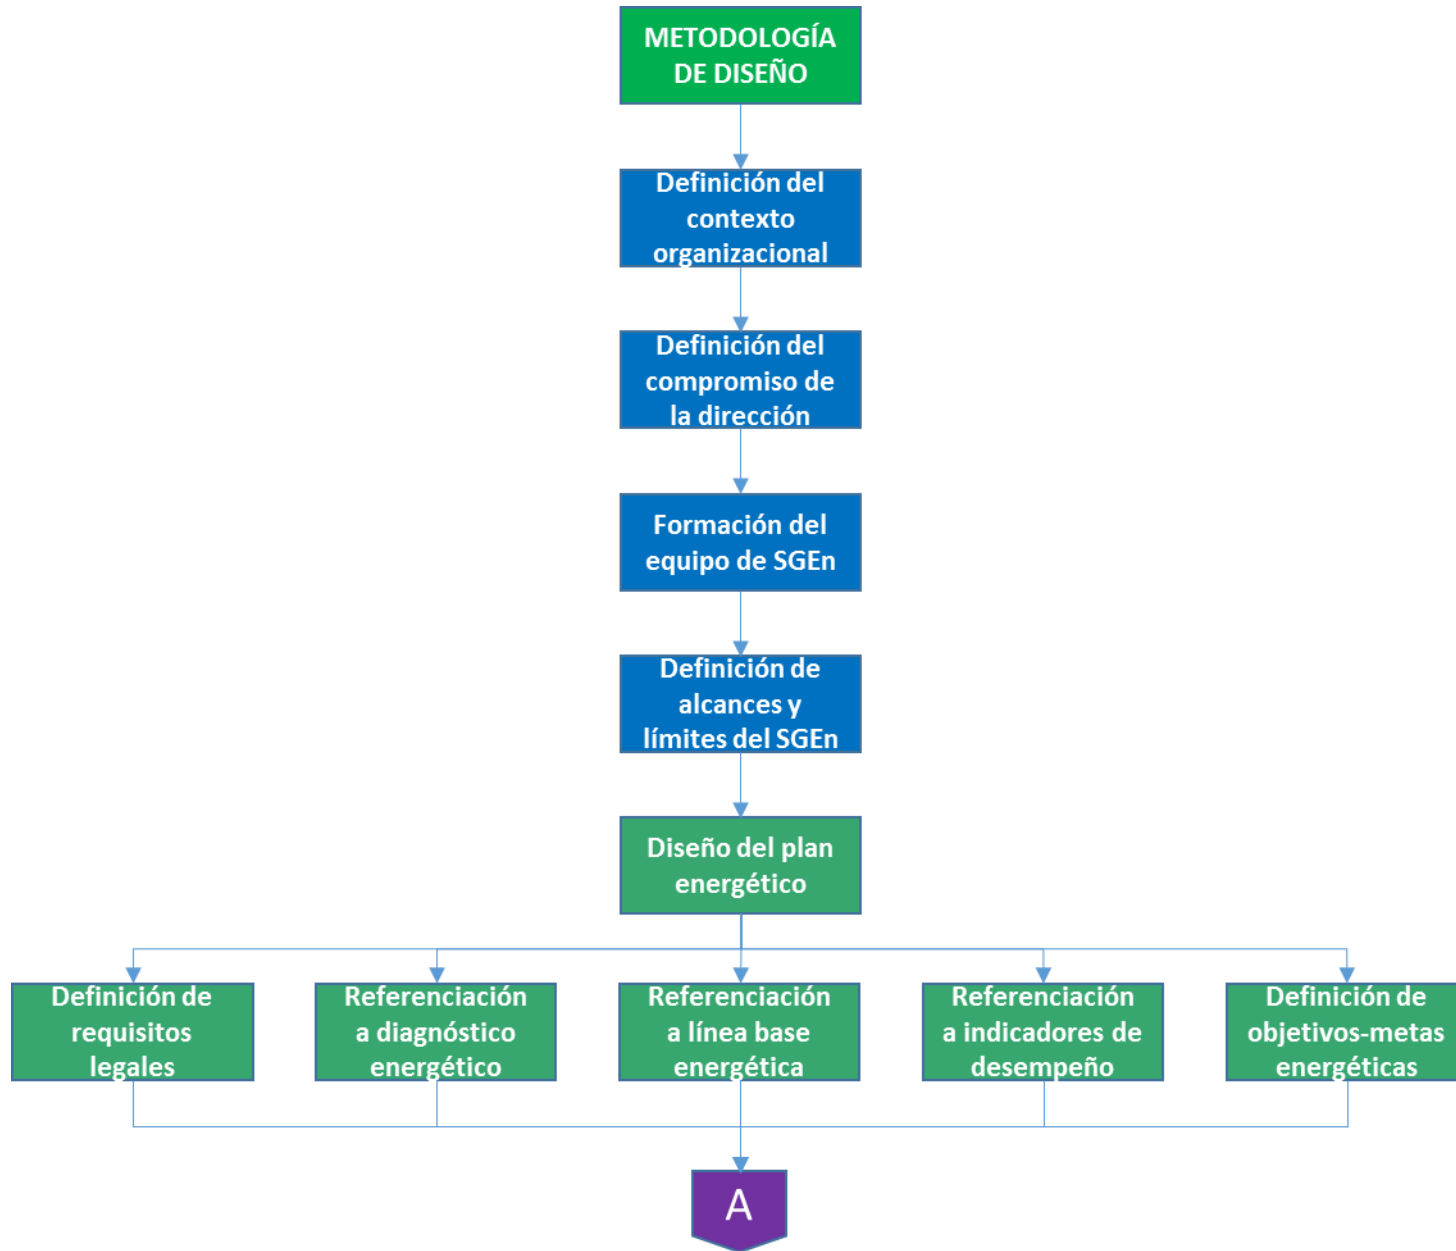 METODOLOGÍA
DE DISEÑO
Definición del
contexto
organizacional
Definición del
compromiso de
la dirección
Formación del
equipo de SGEn
Definición de
alcances y
límites del SGEn
Diseño del plan
energético
Definición de
requisitos
legales
Referenciación
a diagnóstico
energético
Referenciación
a línea base
energética
Referenciación
a indicadores de
desempeño
Definición de
objetivos-metas
energéticas
A